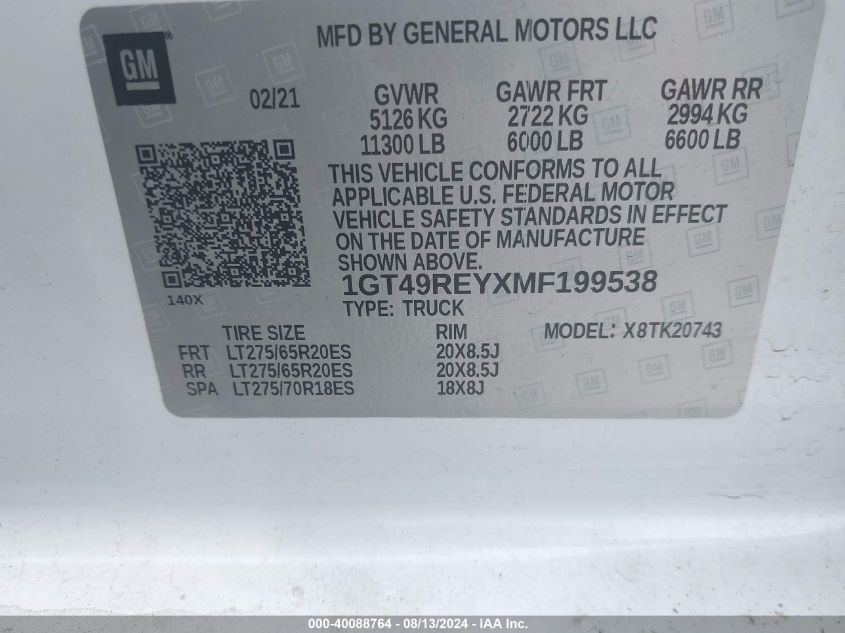 MFD BY GENERAL MOTORS LLC
GM®
02/21
GVWR GAWR FRT GAWR RR
5126 KG 2722 KG 2994 KG
11300 LB 6000 LB 6600 LB
THIS VEHICLE CONFORMS TO ALL
APPLICABLE U.S. FEDERAL MOTOR
VEHICLE SAFETY STANDARDS IN EFFECT
ON THE DATE OF MANUFACTURE
SHOWN ABOVE.
140X
1GT49REYXMF199538
TYPE: TRUCK
TIRE SIZE RIM MODEL: X8TK20743
FRT LT275/65R20ES 20X8.5J
RR LT275/65R20ES 20X8.5J
SPA LT275/70R18ES 18X8J
000-40088764 - 08/13/2024 - IAA Inc.